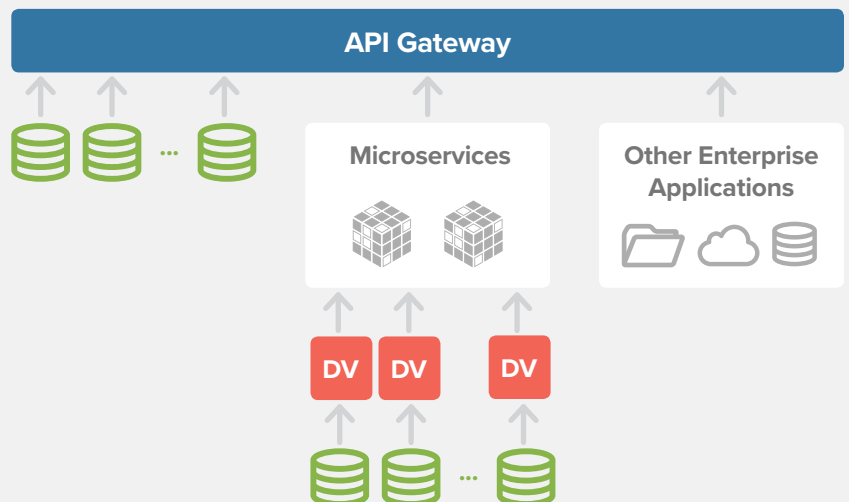 API Gateway
...
Microservices
Other Enterprise
Applications
DV DV DV
...